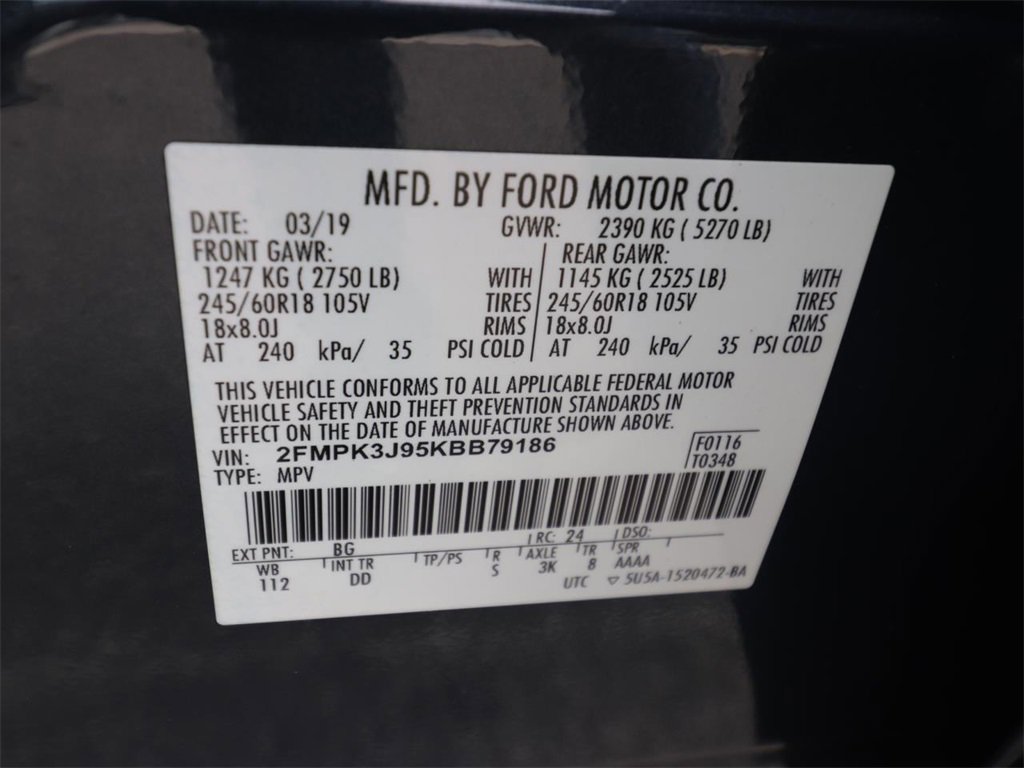 MFD. BY FORD MOTOR CO.
DATE: 03/19 GVWR: 2390 KG ( 5270 LB)
FRONT GAWR: REAR GAWR:
1247 KG ( 2750 LB) WITH 1145 KG ( 2525 LB) WITH
245/60R18 105V TIRES 245/60R18 105V TIRES
18x8.0J RIMS 18x8.0J RIMS
AT 240 kPa/ 35 PSI COLD AT 240 kPa/ 35 PSI COLD
THIS VEHICLE CONFORMS TO ALL APPLICABLE FEDERAL MOTOR
VEHICLE SAFETY AND THEFT PREVENTION STANDARDS IN
EFFECT ON THE DATE OF MANUFACTURE SHOWN ABOVE.
VIN: 2FMPK3J95KBB79186 F0116
TYPE: MPV T0348
EXT PNT: BG RC: 24 DSO:
WB INT TR TP/PS R AXLE TR SPR
112 DD S 3K 8 AAAA
UTC ▽ 5U5A-1520472-BA